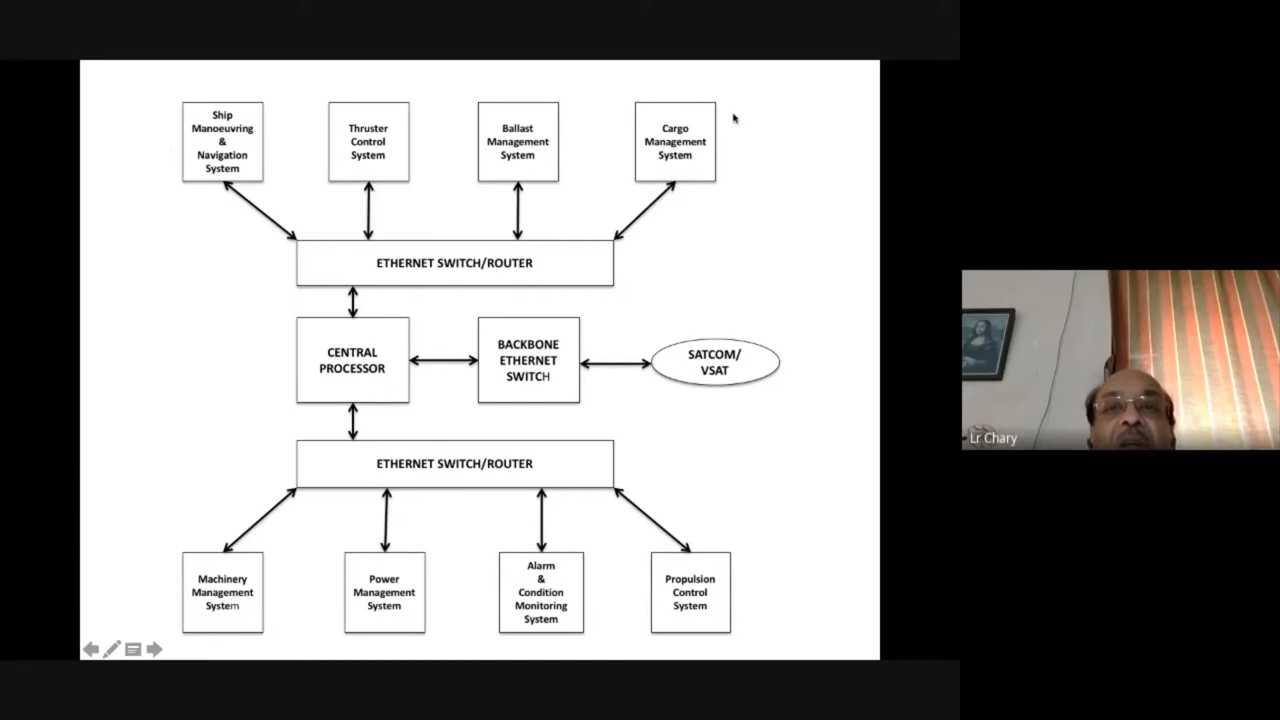 Ship
Manoeuvring
&
Navigation
System
Thruster
Control
System
Ballast
Management
System
Cargo
Management
System
ETHERNET SWITCH/ROUTER
CENTRAL
PROCESSOR
BACKBONE
ETHERNET
SWITCH
SATCOM/
VSAT
Lr Chary
ETHERNET SWITCH/ROUTER
Machinery
Management
System
Power
Management
System
Alarm
&
Condition
Monitoring
System
Propulsion
Control
System